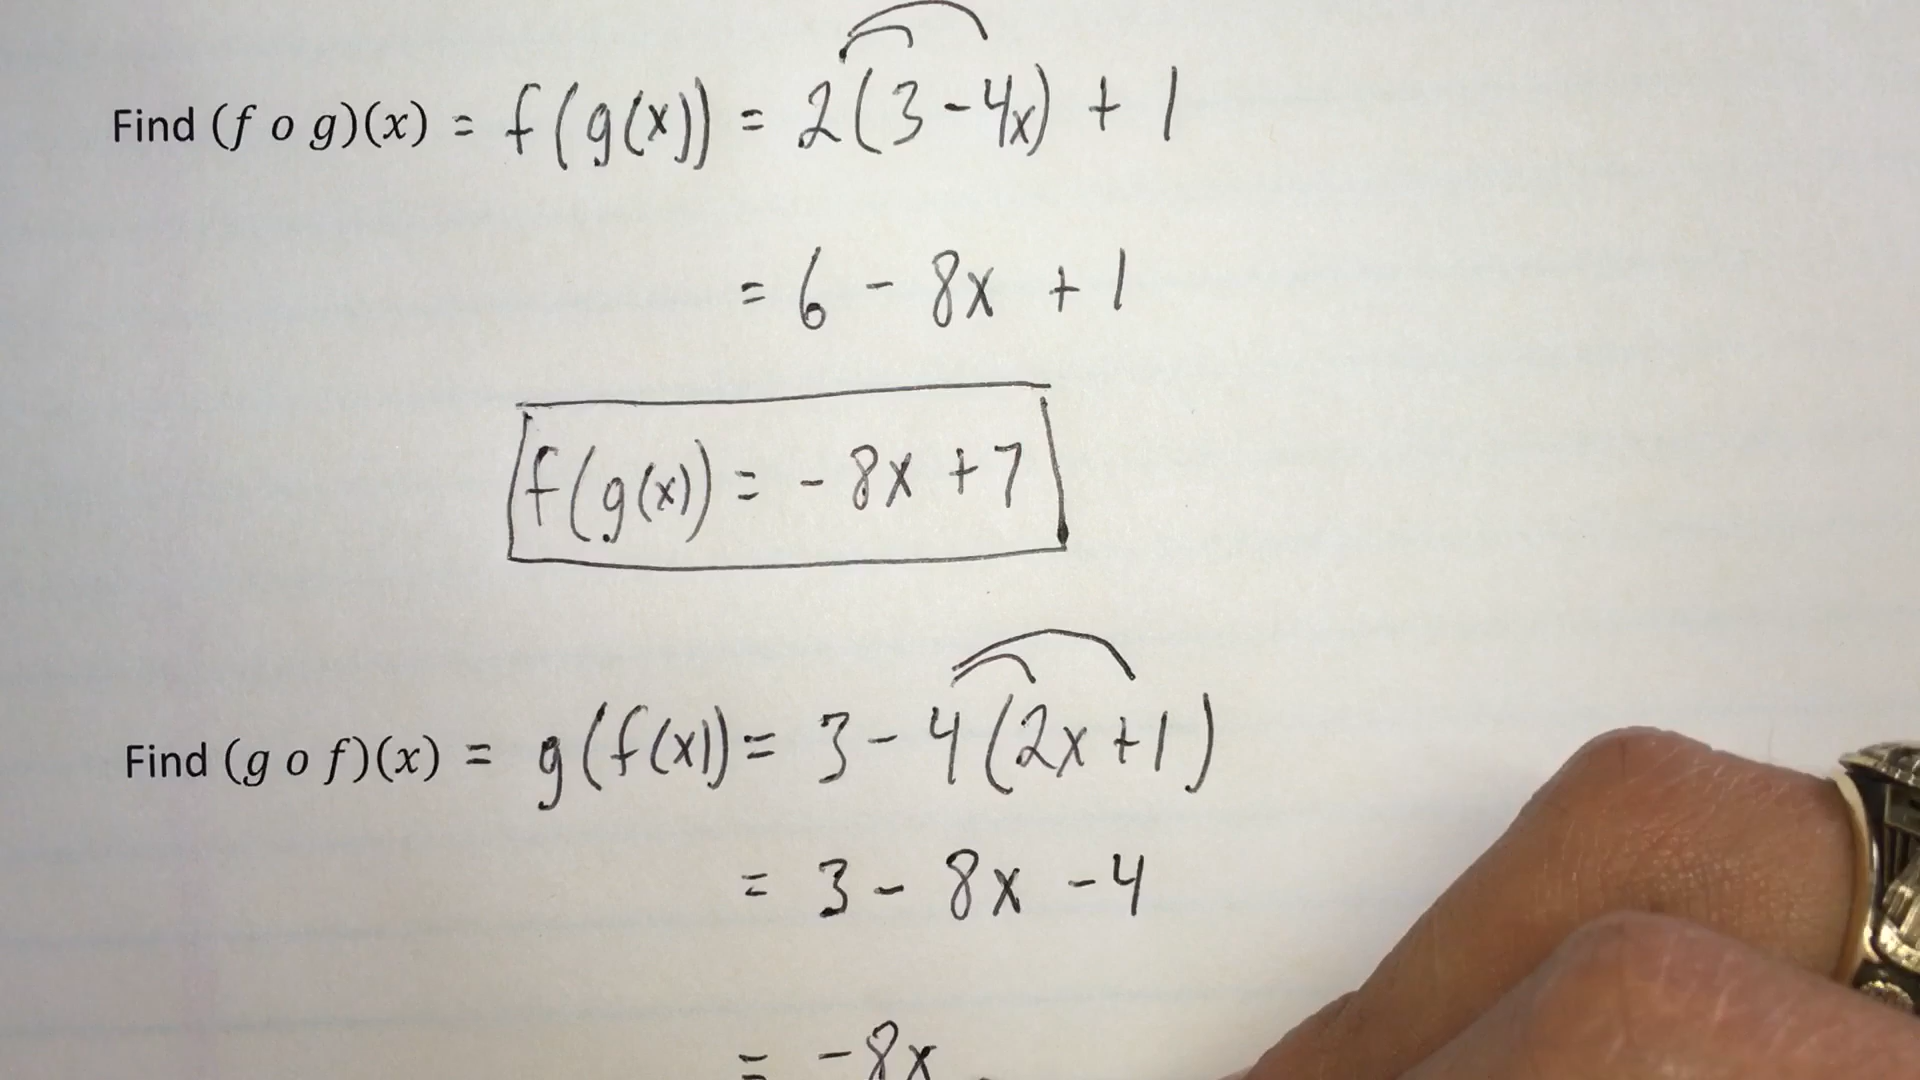 Find (f o g)(x) = f(g(x)) = 2(3 - 4x) + 1
= 6 - 8x + 1
f(g(x)) = - 8x + 7
Find (g o f)(x) = g(f(x)) = 3 - 4(2x + 1)
= 3 - 8x - 4
= - 8x